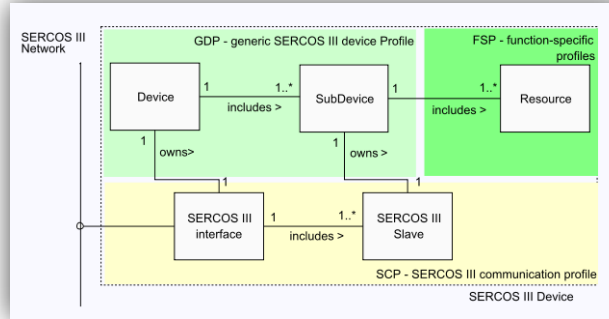 SERCOS III
Network
GDP - generic SERCOS III device Profile
FSP - function-specific
profiles
Device
1
1..*
includes >
SubDevice
1
1..*
includes >
Resource
1
owns>
1
1
owns >
1
SERCOS III
interface
1
1..*
includes >
SERCOS III
Slave
SCP - SERCOS III communication profile
SERCOS III Device